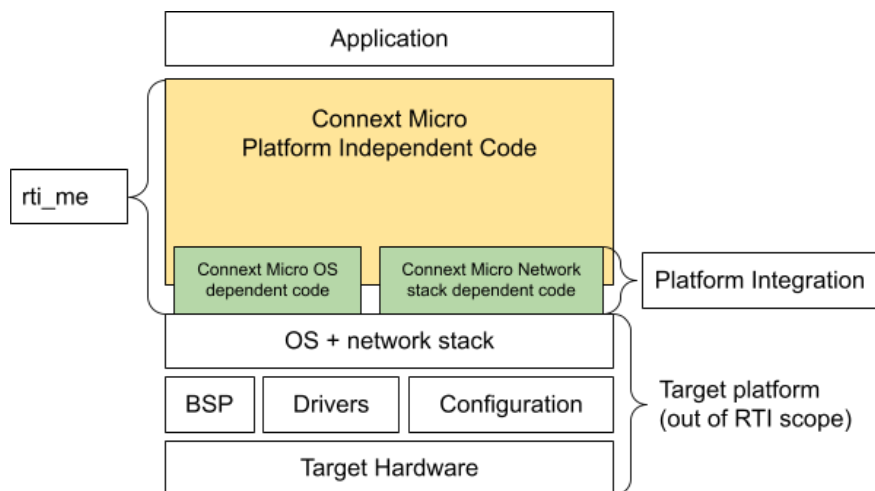 Application
Connext Micro
Platform Independent Code
rti_me
Connext Micro OS
dependent code
Connext Micro Network
stack dependent code
Platform Integration
OS + network stack
BSP
Drivers
Configuration
Target platform
(out of RTI scope)
Target Hardware